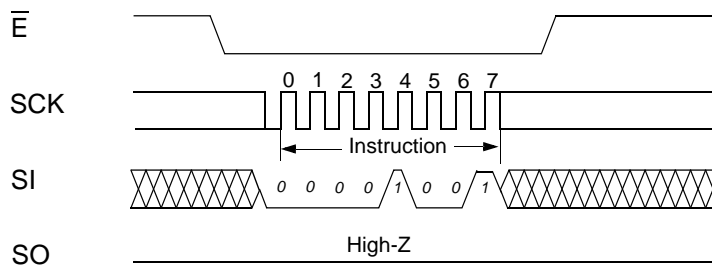 E̅
SCK
0 1 2 3 4 5 6 7
Instruction
SI
0 0 0 0 1 0 0 1
SO
High-Z